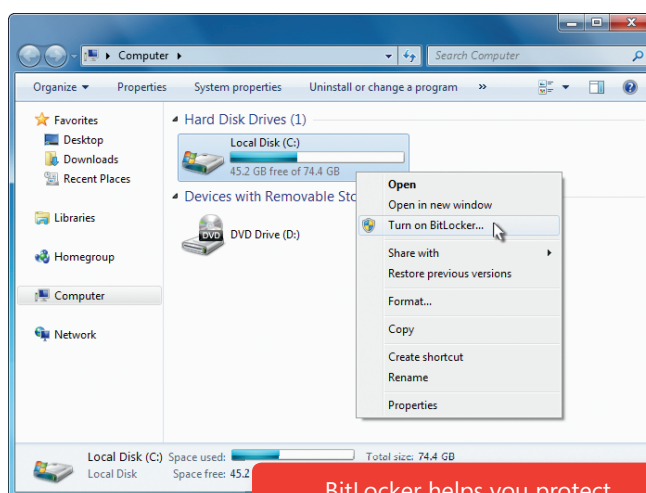 Computer
Search Computer
Organize
Properties
System properties
Uninstall or change a program
»
Favorites
Desktop
Downloads
Recent Places
Libraries
Homegroup
Computer
Network
Hard Disk Drives (1)
Local Disk (C:)
45.2 GB free of 74.4 GB
Devices with Removable Sto
DVD
DVD Drive (D:)
Open
Open in new window
Turn on BitLocker...
Share with
Restore previous versions
Format...
Copy
Create shortcut
Rename
Properties
Local Disk (C:) Space used: Total size: 74.4 GB
Local Disk Space free: 45.2
BitLocker helps you protect